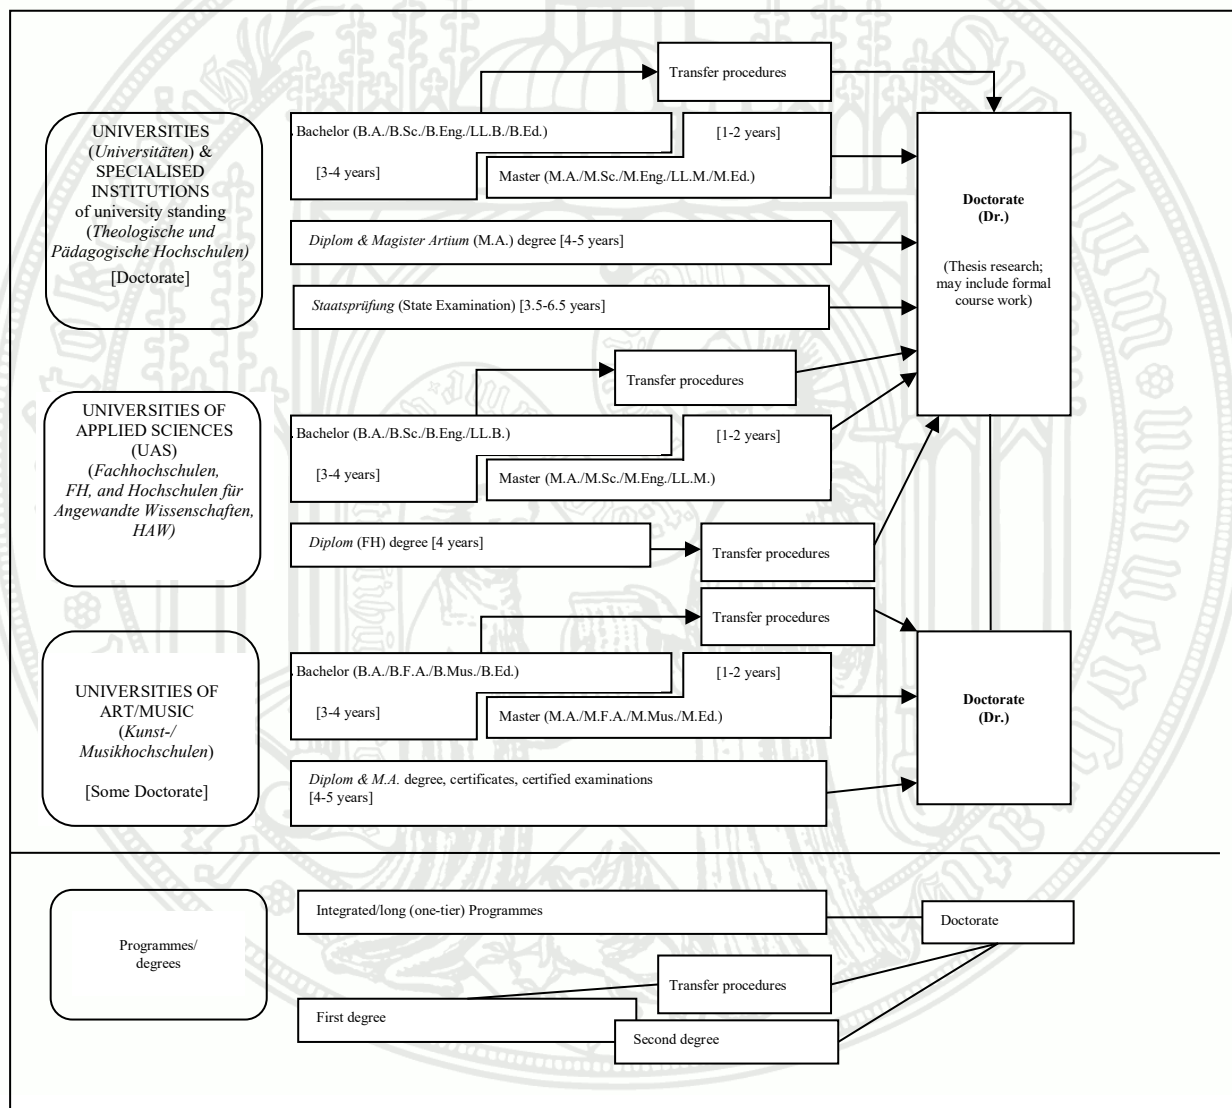 Transfer procedures
UNIVERSITIES
(Universitäten) &
SPECIALISED
INSTITUTIONS
of university standing
(Theologische und
Pädagogische Hochschulen)
[Doctorate]
Bachelor (B.A./B.Sc./B.Eng./LL.B./B.Ed.)
[3-4 years]
[1-2 years]
Master (M.A./M.Sc./M.Eng./LL.M./M.Ed.)
Diplom & Magister Artium (M.A.) degree [4-5 years]
Staatsprüfung (State Examination) [3.5-6.5 years]
Doctorate
(Dr.)
(Thesis research;
may include formal
course work)
UNIVERSITIES OF
APPLIED SCIENCES
(UAS)
(Fachhochschulen,
FH, and Hochschulen für
Angewandte Wissenschaften,
HAW)
Transfer procedures
Bachelor (B.A./B.Sc./B.Eng./LL.B.)
[3-4 years]
[1-2 years]
Master (M.A./M.Sc./M.Eng./LL.M.)
Diplom (FH) degree [4 years]
Transfer procedures
Transfer procedures
UNIVERSITIES OF
ART/MUSIC
(Kunst-/
Musikhochschulen)
[Some Doctorate]
Bachelor (B.A./B.F.A./B.Mus./B.Ed.)
[3-4 years]
[1-2 years]
Master (M.A./M.F.A./M.Mus./M.Ed.)
Diplom & M.A. degree, certificates, certified examinations
[4-5 years]
Doctorate
(Dr.)
Programmes/
degrees
Integrated/long (one-tier) Programmes
Doctorate
Transfer procedures
First degree
Second degree